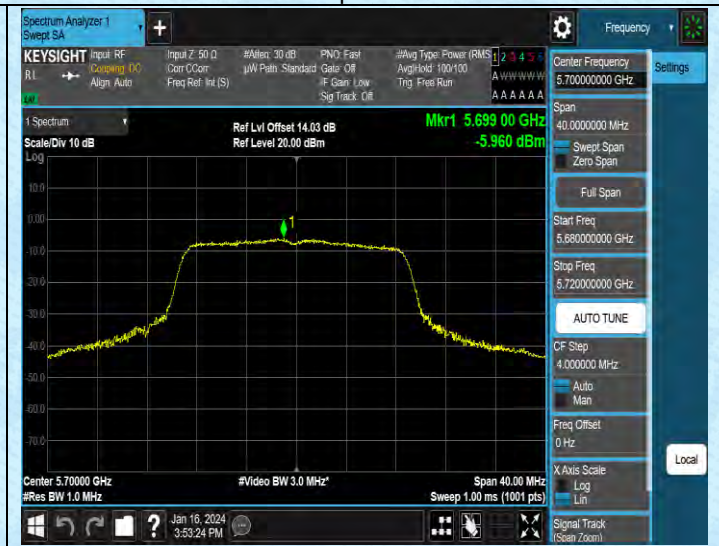 Spectrum Analyzer 1
Swept SA
+
Frequency
KEYSIGHT
Input: RF
Coupling: DC
Align: Auto
Input Z: 50 Ω
Corr CCorr
Freq Ref: Int (S)
#Atten: 30 dB
µW Path: Standard
PNO: Fast
Gate: Off
IF Gain: Low
Sig Track: Off
#Avg Type: Power (RMS)
Avg|Hold: 100/100
Trig: Free Run
1 2 3 4 5 6
A W W W W W
A A A A A A
Settings
Center Frequency
5.700000000 GHz
Span
40.0000000 MHz
Swept Span
Zero Span
Full Span
Start Freq
5.680000000 GHz
Stop Freq
5.720000000 GHz
AUTO TUNE
CF Step
4.000000 MHz
Auto
Man
Freq Offset
0 Hz
X Axis Scale
Log
Lin
Signal Track
(Span Zoom)
Local
1 Spectrum
Scale/Div 10 dB
Log
Ref Lvl Offset 14.03 dB
Ref Level 20.00 dBm
Mkr1 5.699 00 GHz
-5.960 dBm
1
10.0
0.00
-10.0
-20.0
-30.0
-40.0
-50.0
-60.0
-70.0
Center 5.70000 GHz
#Res BW 1.0 MHz
#Video BW 3.0 MHz*
Span 40.00 MHz
Sweep 1.00 ms (1001 pts)
?
Jan 16, 2024
3:53:24 PM